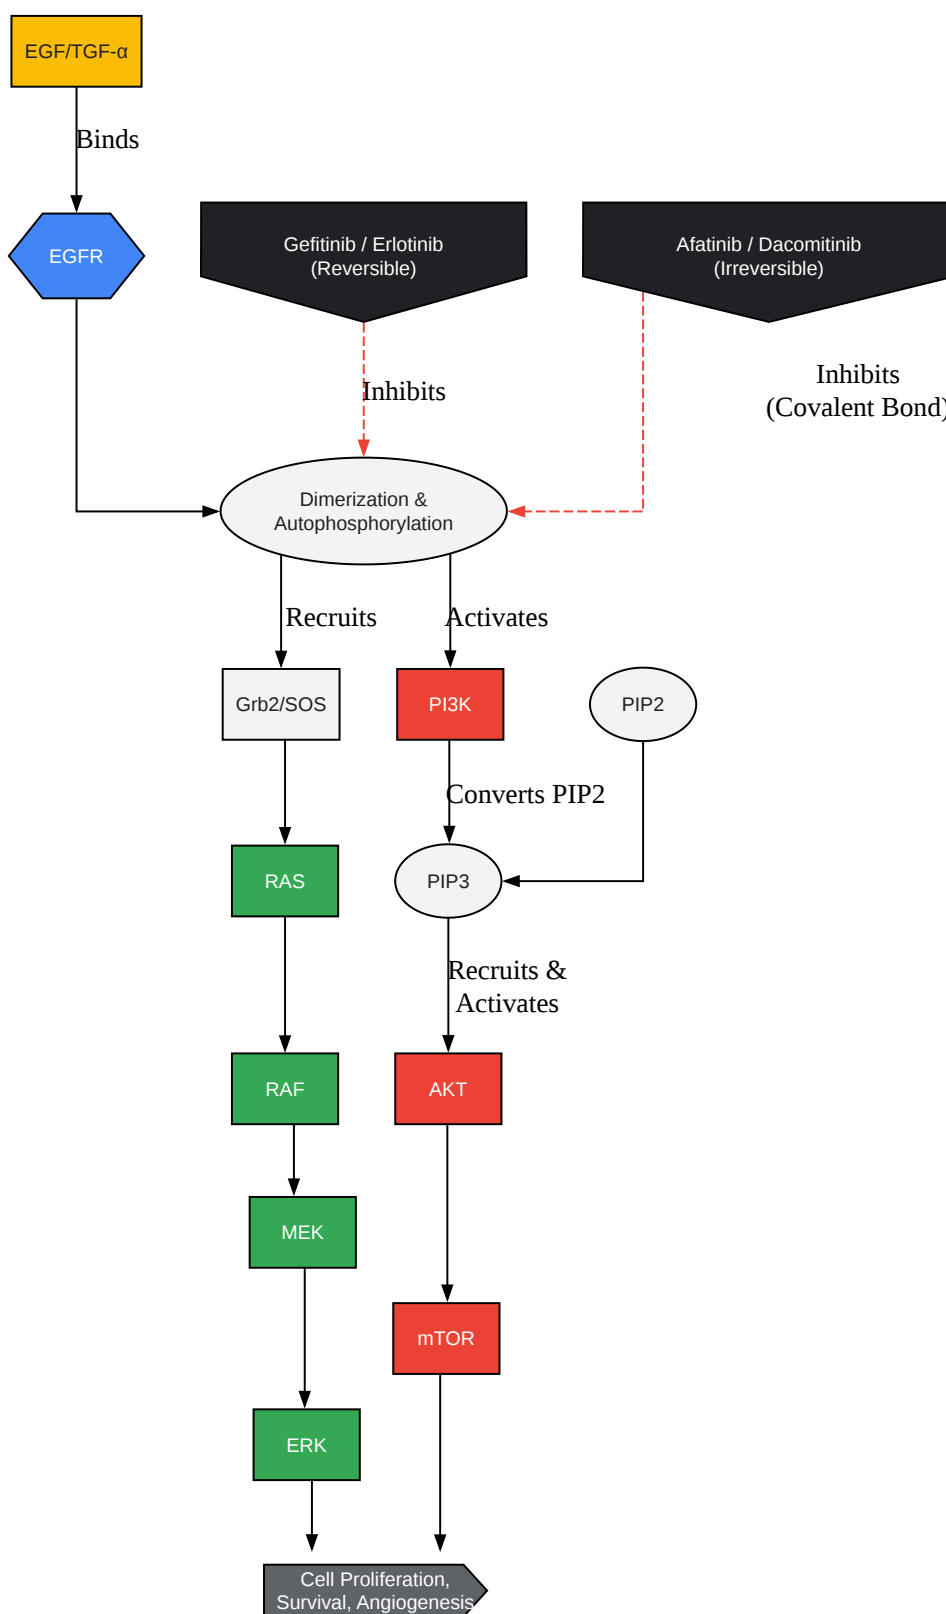 EGF/TGF-α
Binds
EGFR
Gefitinib / Erlotinib
(Reversible)
Afatinib / Dacomitinib
(Irreversible)
Inhibits
Inhibits
(Covalent Bond)
Dimerization &
Autophosphorylation
Recruits
Activates
Grb2/SOS
PI3K
PIP2
Converts PIP2
RAS
PIP3
Recruits &
Activates
RAF
AKT
MEK
mTOR
ERK
Cell Proliferation,
Survival, Angiogenesis